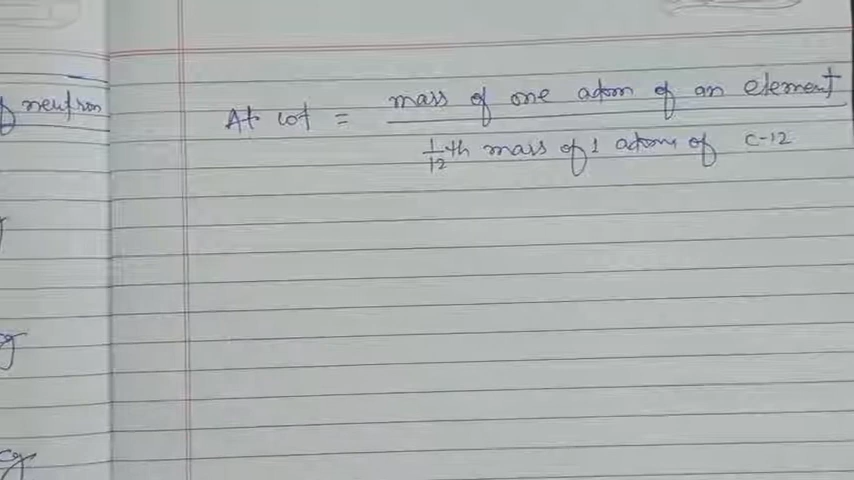 neutron
At wt = mass of one atom of an element
1/12 th mass of 1 atom of C-12